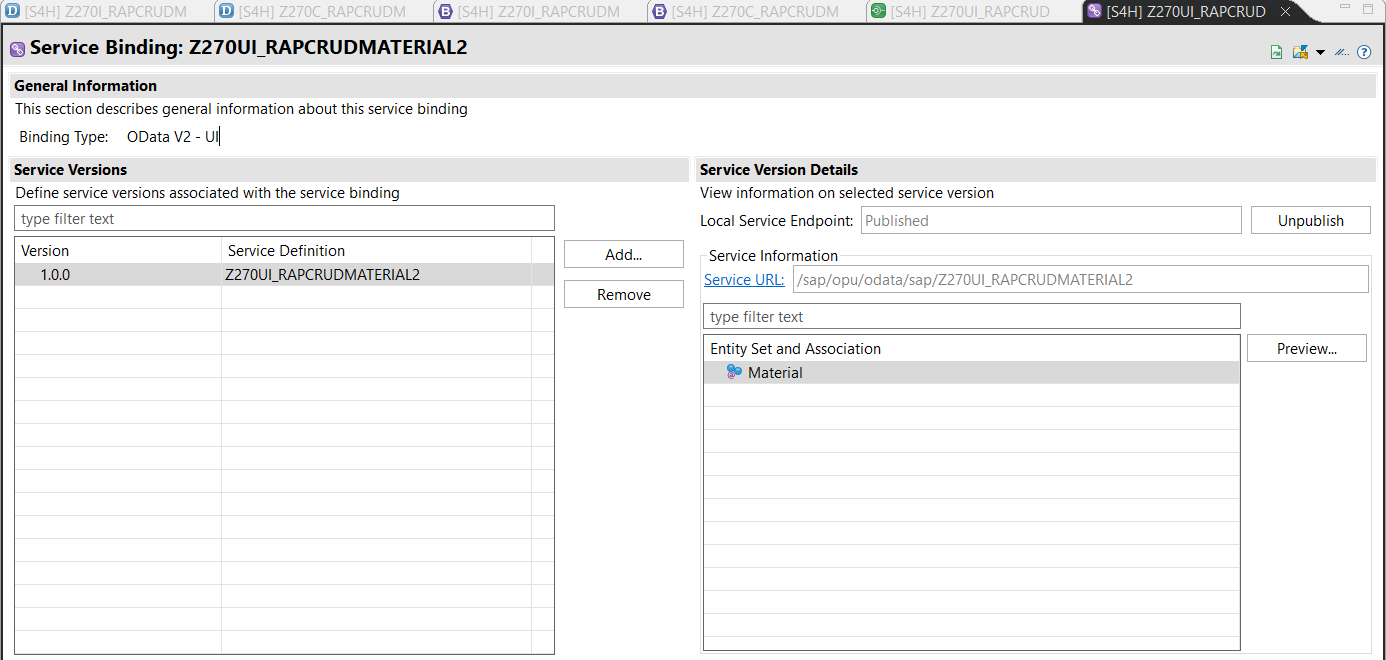 [S4H] Z270I_RAPCRUDM [S4H] Z270C_RAPCRUDM [S4H] Z270I_RAPCRUDM [S4H] Z270C_RAPCRUDM [S4H] Z270UI_RAPCRUD [S4H] Z270UI_RAPCRUD
Service Binding: Z270UI_RAPCRUDMATERIAL2
General Information
This section describes general information about this service binding
Binding Type: OData V2 - UI
Service Versions
Define service versions associated with the service binding
type filter text
Version Service Definition
1.0.0 Z270UI_RAPCRUDMATERIAL2
Add...
Remove
Service Version Details
View information on selected service version
Local Service Endpoint: Published Unpublish
Service Information
Service URL: /sap/opu/odata/sap/Z270UI_RAPCRUDMATERIAL2
type filter text
Entity Set and Association
Preview...
Material